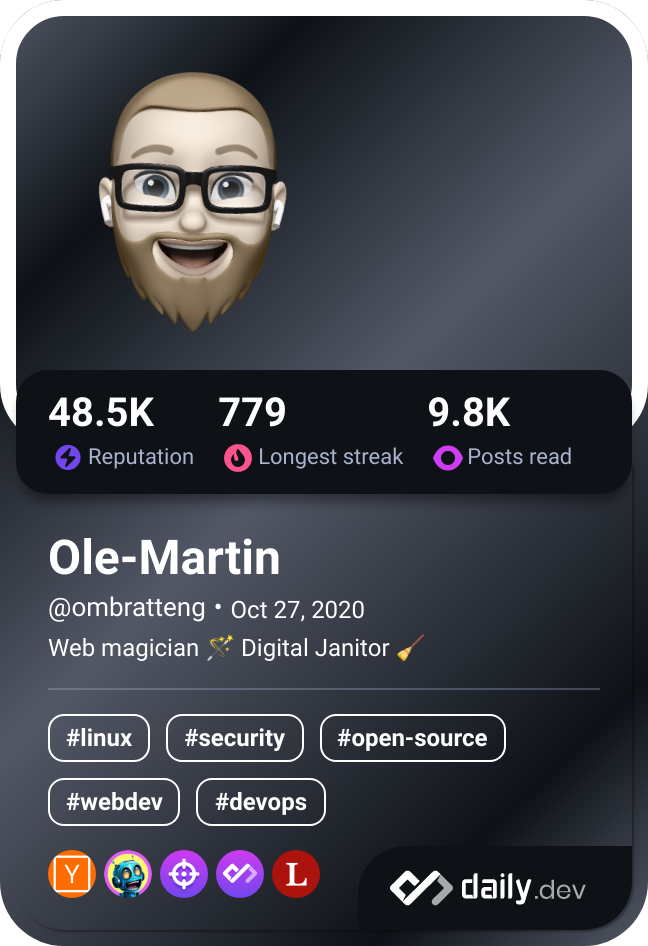 48.5K 779 9.8K
Reputation Longest streak Posts read
Ole-Martin
@ombratteng • Oct 27, 2020
Web magician 🪄 Digital Janitor 🧹
#linux #security #open-source
#webdev #devops
Y L
daily.dev